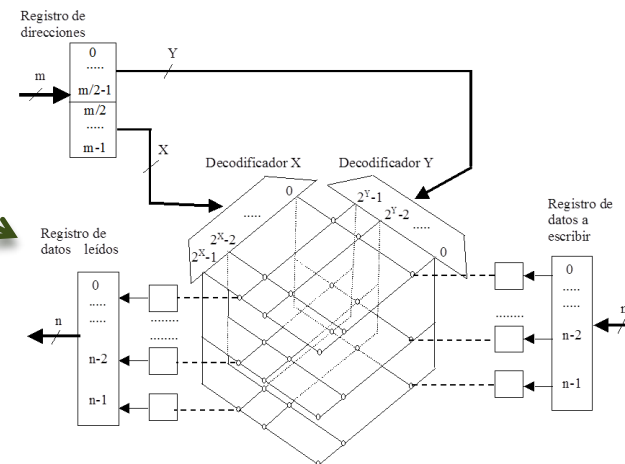 Registro de
direcciones
0
.....
m/2-1
m/2
.....
m-1
m
Y
X
Decodificador X
Decodificador Y
0
.....
2^X-2
2^X-1
2^Y-1
2^Y-2
.....
0
Registro de
datos leídos
0
.....
.....
n-2
n-1
n
.........
.........
Registro de
datos a
escribir
0
.....
.....
n-2
n-1
.........
n